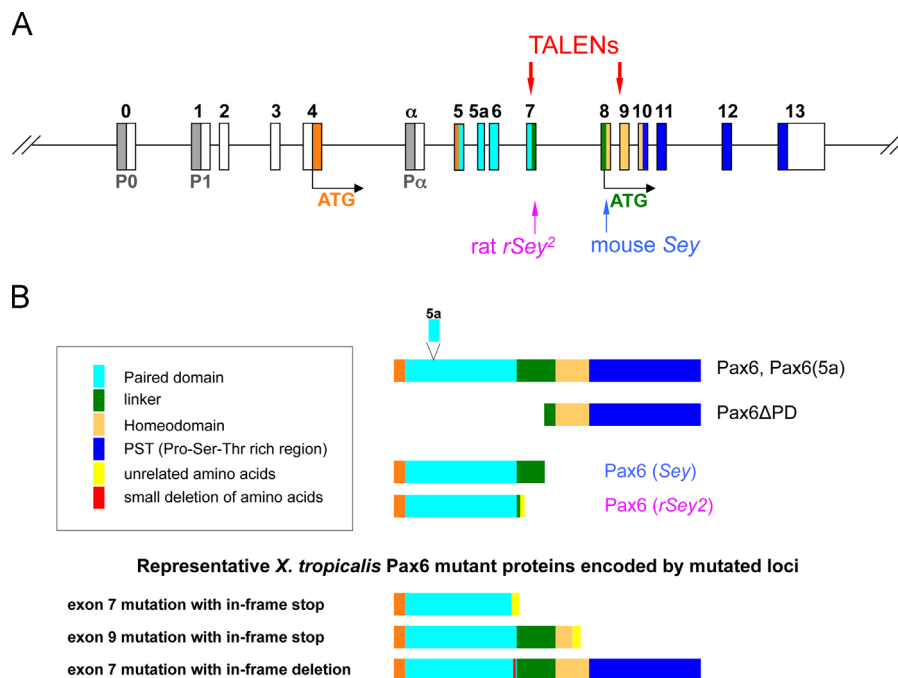 A
TALENs
0 1 2 3 4 α 5 5a 6 7 8 9 10 11 12 13
P0 P1 Pα
ATG ATG
rat rSey² mouse Sey
B
5a
Paired domain
linker
Homeodomain
PST (Pro-Ser-Thr rich region)
unrelated amino acids
small deletion of amino acids
Pax6, Pax6(5a)
Pax6ΔPD
Pax6 (Sey)
Pax6 (rSey2)
Representative X. tropicalis Pax6 mutant proteins encoded by mutated loci
exon 7 mutation with in-frame stop
exon 9 mutation with in-frame stop
exon 7 mutation with in-frame deletion